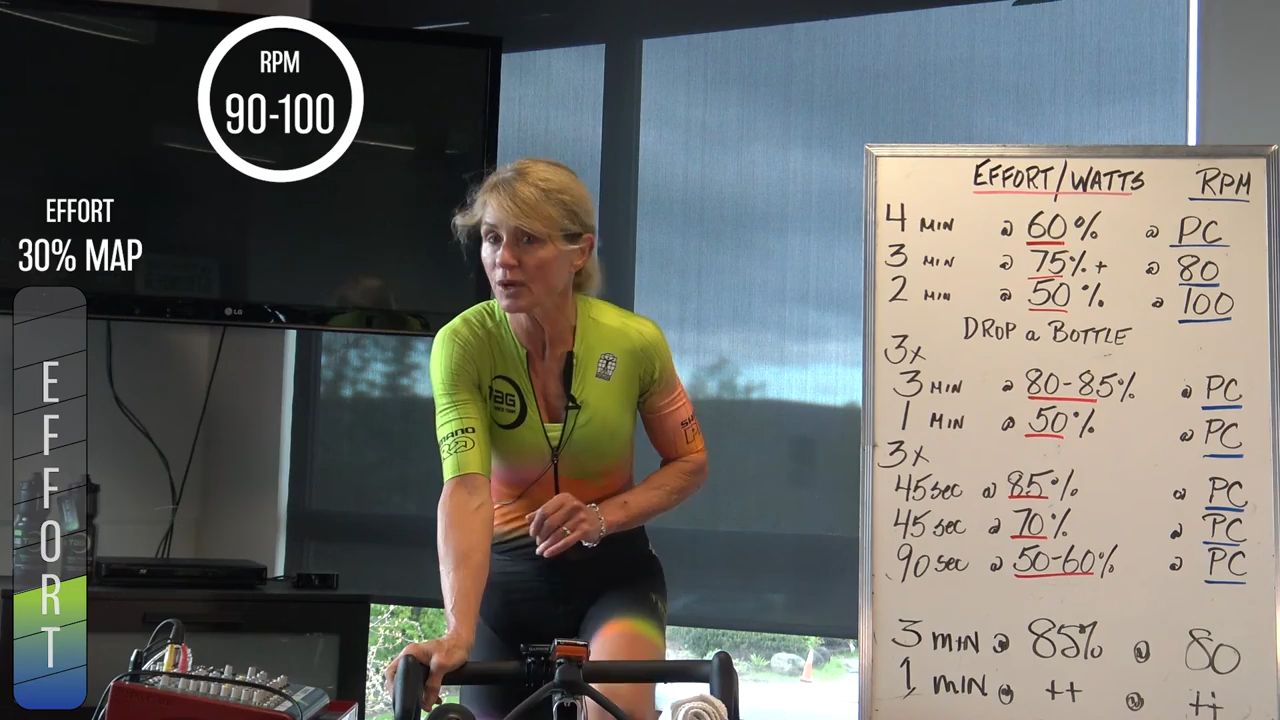 RPM
90-100
EFFORT
30% MAP
EFFORT
LG
EFFORT/WATTS RPM
4 MIN @ 60% @ PC
3 MIN @ 75%+ @ 80
2 MIN @ 50% @ 100
DROP a BOTTLE
3x
3 MIN @ 80-85% @ PC
1 MIN @ 50% @ PC
3x
45sec @ 85% @ PC
45sec @ 70% @ PC
90sec @ 50-60% @ PC
3 MIN @ 85% @ 80
1 MIN @ ++ @ ++